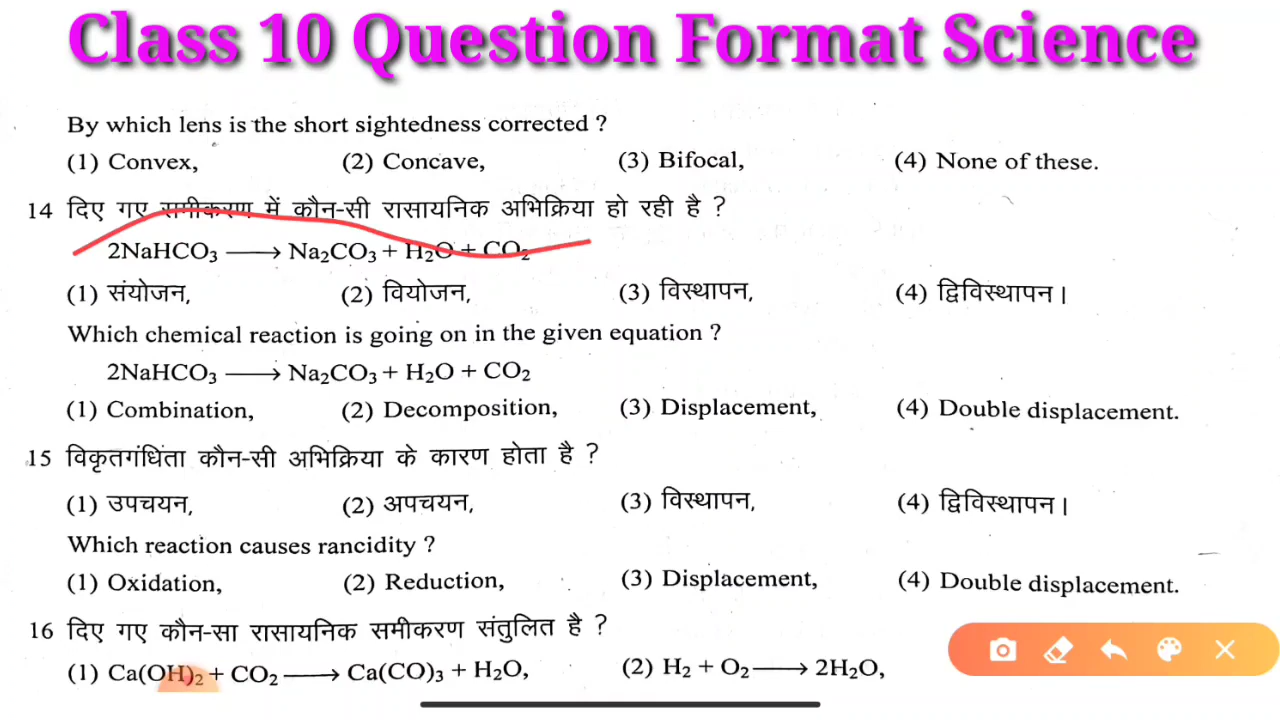 Class 10 Question Format Science
By which lens is the short sightedness corrected ?
(1) Convex, (2) Concave, (3) Bifocal, (4) None of these.
14 दिए गए समीकरण में कौन-सी रासायनिक अभिक्रिया हो रही है ?
2NaHCO₃ ⟶ Na₂CO₃ + H₂O + CO₂
(1) संयोजन, (2) वियोजन, (3) विस्थापन, (4) द्विविस्थापन।
Which chemical reaction is going on in the given equation ?
2NaHCO₃ ⟶ Na₂CO₃ + H₂O + CO₂
(1) Combination, (2) Decomposition, (3) Displacement, (4) Double displacement.
15 विकृतगंधिता कौन-सी अभिक्रिया के कारण होता है ?
(1) उपचयन, (2) अपचयन, (3) विस्थापन, (4) द्विविस्थापन।
Which reaction causes rancidity ?
(1) Oxidation, (2) Reduction, (3) Displacement, (4) Double displacement.
16 दिए गए कौन-सा रासायनिक समीकरण संतुलित है ?
(1) Ca(OH)₂ + CO₂ ⟶ Ca(CO)₃ + H₂O, (2) H₂ + O₂ ⟶ 2H₂O,